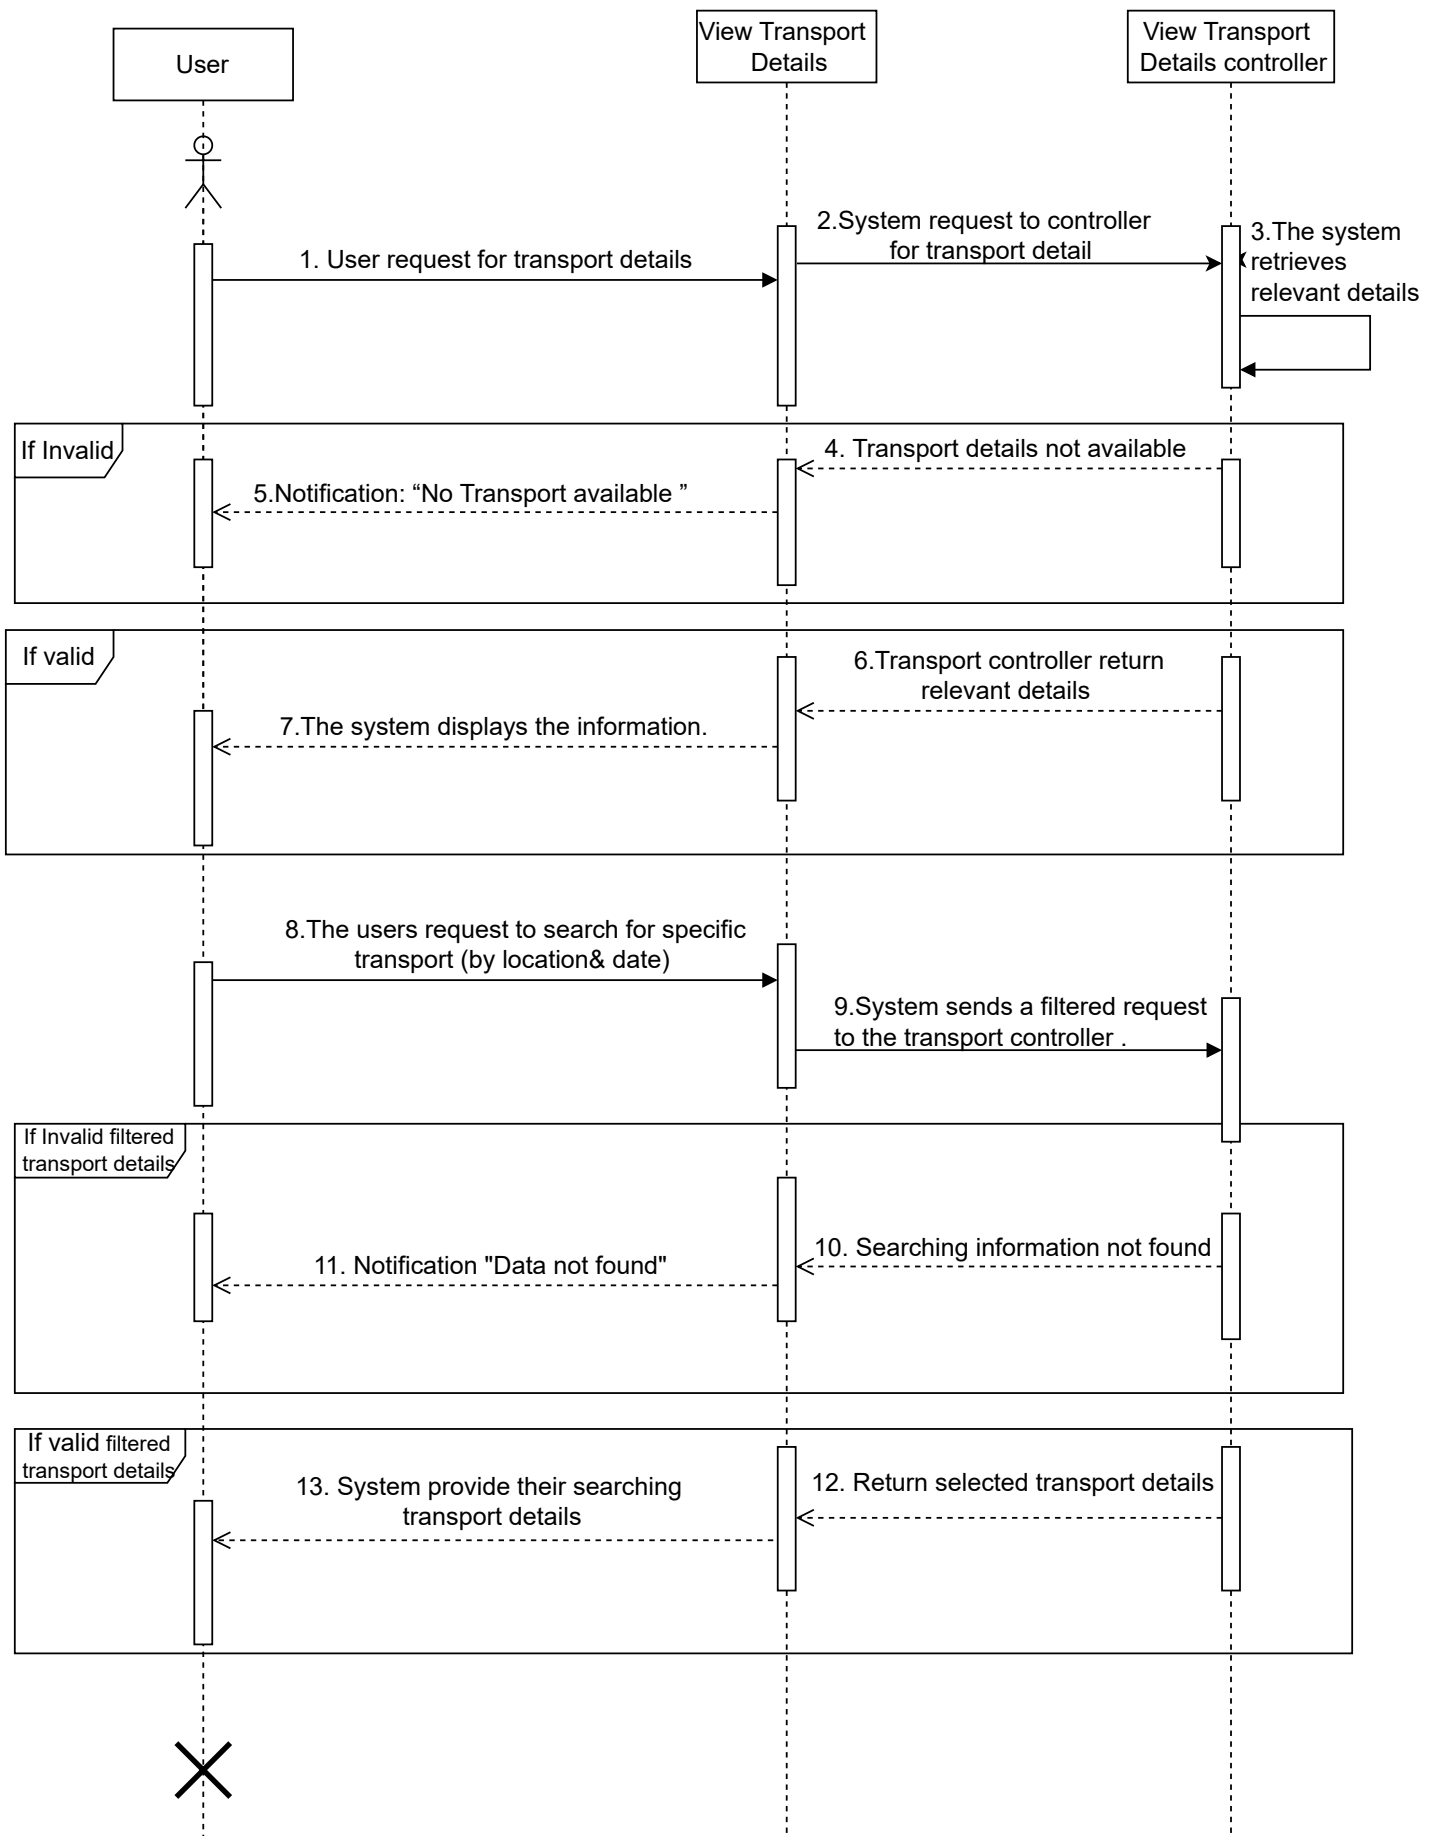 User
View Transport
Details
View Transport
Details controller
1. User request for transport details
2.System request to controller
for transport detail
3.The system
retrieves
relevant details
If Invalid
4. Transport details not available
5.Notification: “No Transport available ”
If valid
6.Transport controller return
relevant details
7.The system displays the information.
8.The users request to search for specific
transport (by location& date)
9.System sends a filtered request
to the transport controller .
If Invalid filtered
transport details
10. Searching information not found
11. Notification "Data not found"
If valid filtered
transport details
12. Return selected transport details
13. System provide their searching
transport details